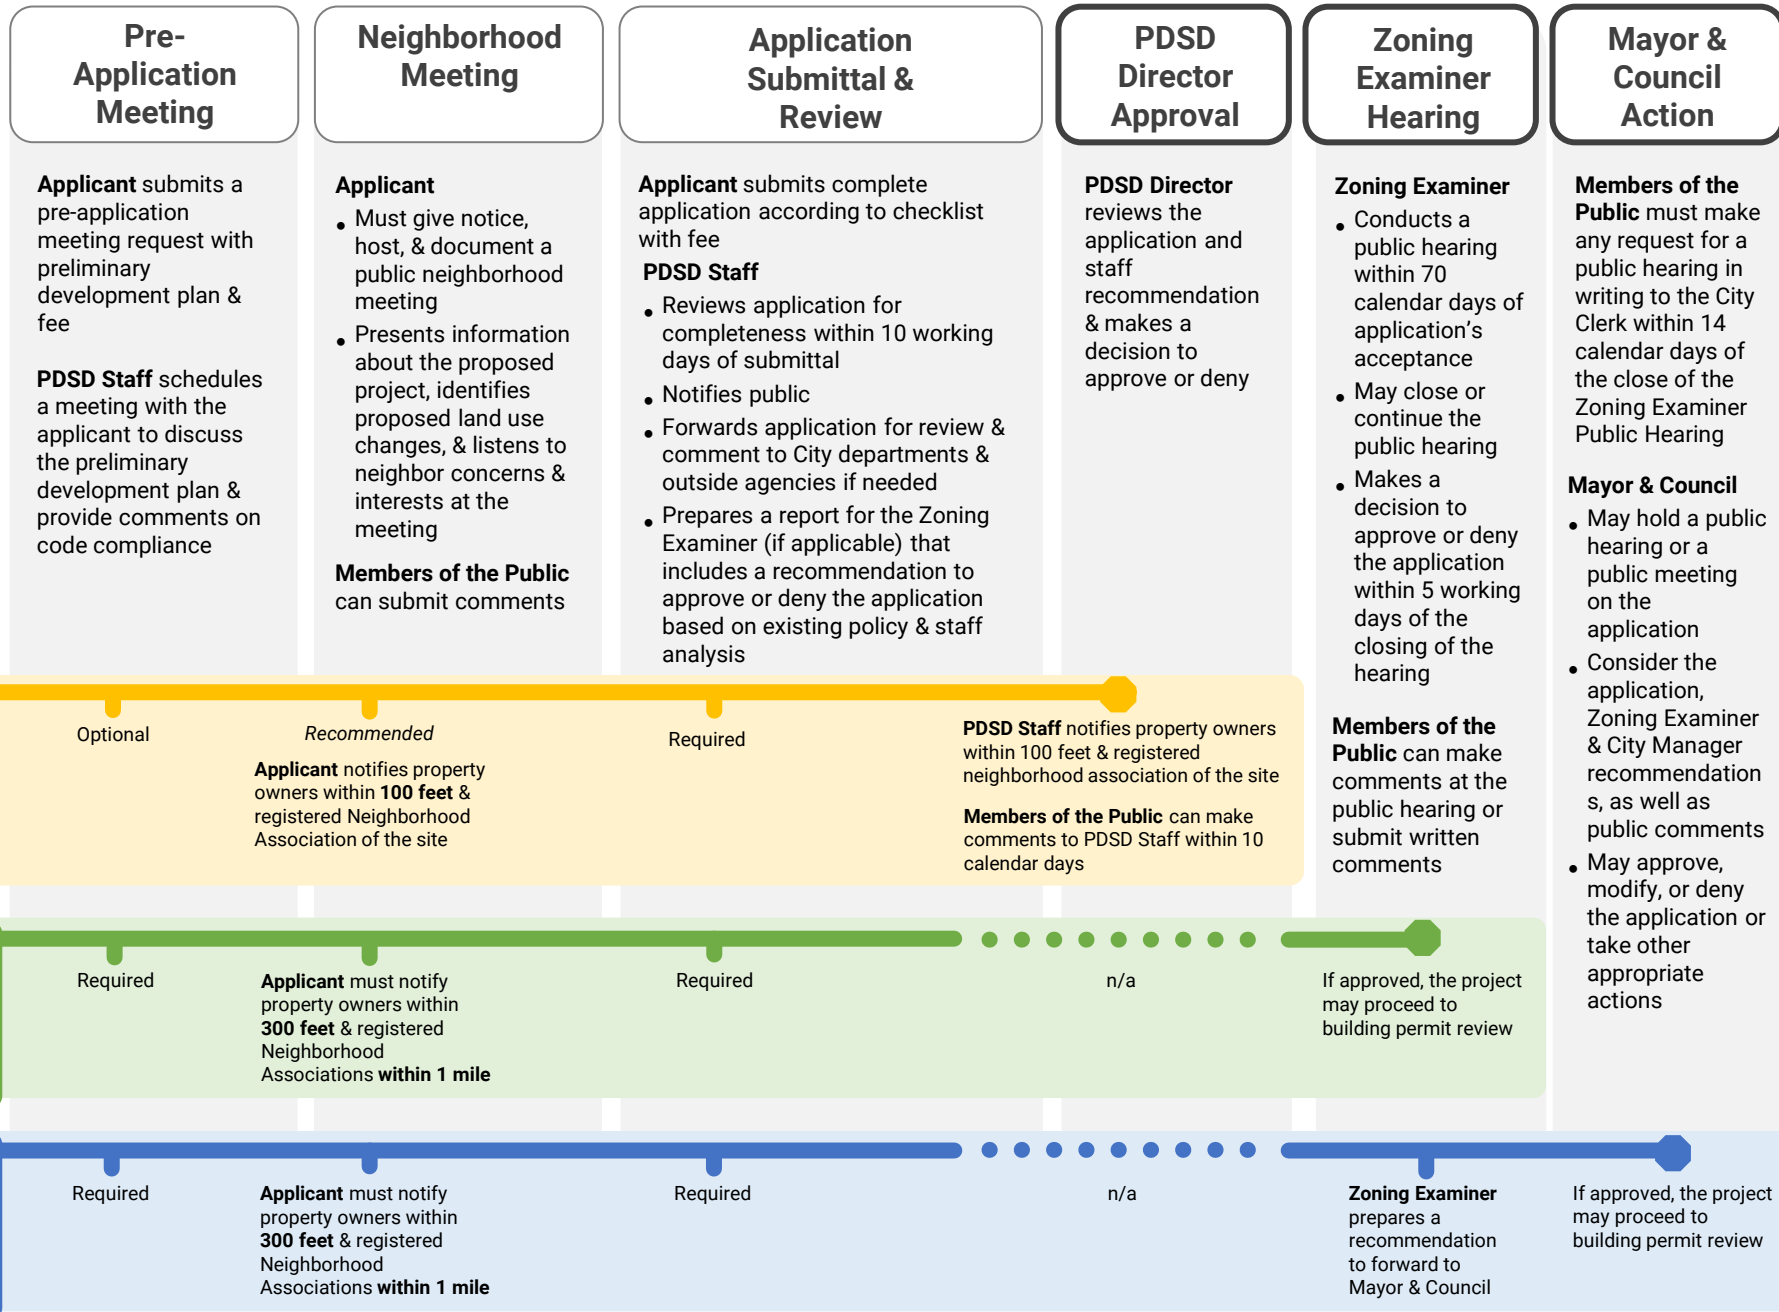 Pre-
Application
Meeting
Neighborhood
Meeting
Application
Submittal &
Review
PDSD
Director
Approval
Zoning
Examiner
Hearing
Mayor &
Council
Action
Applicant submits a
pre-application
meeting request with
preliminary
development plan &
fee
PDSD Staff schedules
a meeting with the
applicant to discuss
the preliminary
development plan &
provide comments on
code compliance
Applicant
• Must give notice,
host, & document a
public neighborhood
meeting
• Presents information
about the proposed
project, identifies
proposed land use
changes, & listens to
neighbor concerns &
interests at the
meeting
Members of the Public
can submit comments
Applicant submits complete
application according to checklist
with fee
PDSD Staff
• Reviews application for
completeness within 10 working
days of submittal
• Notifies public
• Forwards application for review &
comment to City departments &
outside agencies if needed
• Prepares a report for the Zoning
Examiner (if applicable) that
includes a recommendation to
approve or deny the application
based on existing policy & staff
analysis
PDSD Director
reviews the
application and
staff
recommendation
& makes a
decision to
approve or deny
Zoning Examiner
• Conducts a
public hearing
within 70
calendar days of
application's
acceptance
• May close or
continue the
public hearing
• Makes a
decision to
approve or deny
the application
within 5 working
days of the
closing of the
hearing
Members of the
Public can make
comments at the
public hearing or
submit written
comments
Members of the
Public must make
any request for a
public hearing in
writing to the City
Clerk within 14
calendar days of
the close of the
Zoning Examiner
Public Hearing
Mayor & Council
• May hold a public
hearing or a
public meeting
on the
application
• Consider the
application,
Zoning Examiner
& City Manager
recommendation
s, as well as
public comments
• May approve,
modify, or deny
the application or
take other
appropriate
actions
Optional
Recommended
Applicant notifies property
owners within 100 feet &
registered Neighborhood
Association of the site
Required
PDSD Staff notifies property owners
within 100 feet & registered
neighborhood association of the site
Members of the Public can make
comments to PDSD Staff within 10
calendar days
Required
Applicant must notify
property owners within
300 feet & registered
Neighborhood
Associations within 1 mile
Required
n/a
If approved, the project
may proceed to
building permit review
Required
Applicant must notify
property owners within
300 feet & registered
Neighborhood
Associations within 1 mile
Required
n/a
Zoning Examiner
prepares a
recommendation
to forward to
Mayor & Council
If approved, the project
may proceed to
building permit review